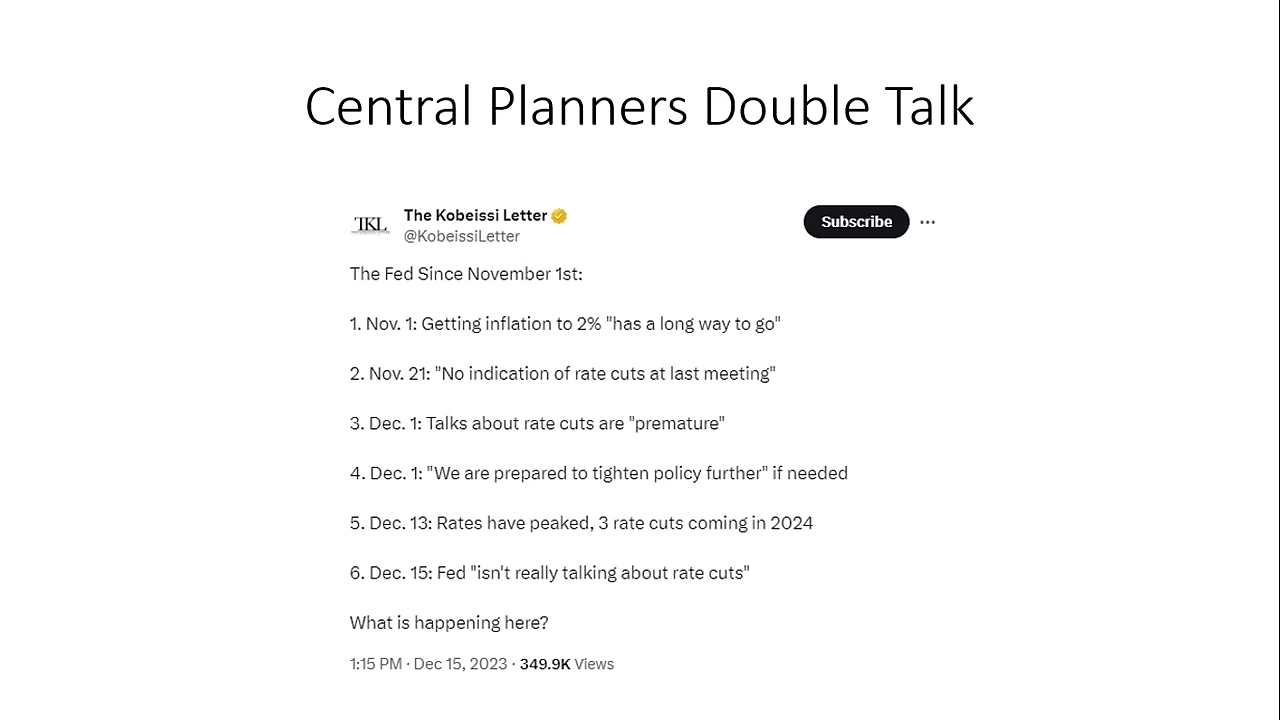 Central Planners Double Talk
TKL
The Kobeissi Letter
@KobeissiLetter
Subscribe
The Fed Since November 1st:
1. Nov. 1: Getting inflation to 2% "has a long way to go"
2. Nov. 21: "No indication of rate cuts at last meeting"
3. Dec. 1: Talks about rate cuts are "premature"
4. Dec. 1: "We are prepared to tighten policy further" if needed
5. Dec. 13: Rates have peaked, 3 rate cuts coming in 2024
6. Dec. 15: Fed "isn't really talking about rate cuts"
What is happening here?
1:15 PM · Dec 15, 2023 · 349.9K Views